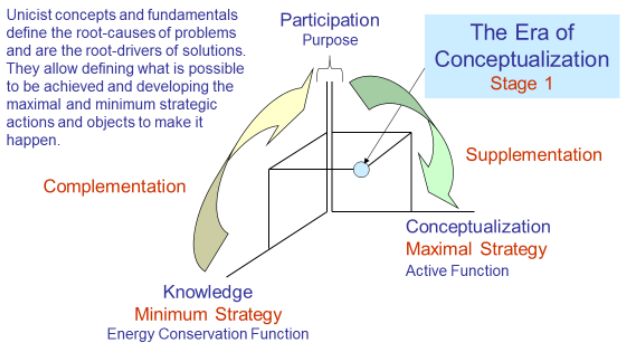 Unicist concepts and fundamentals
define the root-causes of problems
and are the root-drivers of solutions.
They allow defining what is possible
to be achieved and developing the
maximal and minimum strategic
actions and objects to make it
happen.
Participation
Purpose
The Era of
Conceptualization
Stage 1
Complementation
Supplementation
Conceptualization
Maximal Strategy
Active Function
Knowledge
Minimum Strategy
Energy Conservation Function